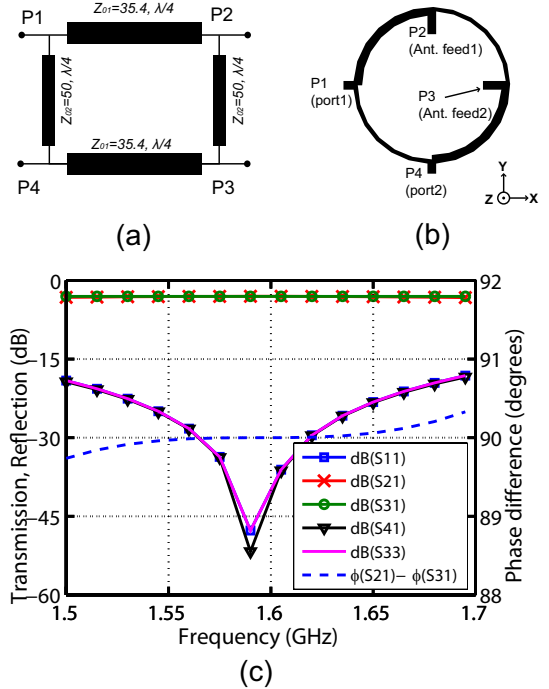 Z01=35.4, λ/4
P1
P2
Z02=50, λ/4
Z02=50, λ/4
Z01=35.4, λ/4
P4
P3
(a)
P2
(Ant. feed1)
P1
(port1)
P3
(Ant. feed2)
P4
(port2)
Y
Z
X
(b)
Transmission, Reflection (dB)
0
−15
−30
−45
−60
92
91
90
89
88
Phase difference (degrees)
dB(S11)
dB(S21)
dB(S31)
dB(S41)
dB(S33)
ϕ(S21)− ϕ(S31)
1.5
1.55
1.6
1.65
1.7
Frequency (GHz)
(c)